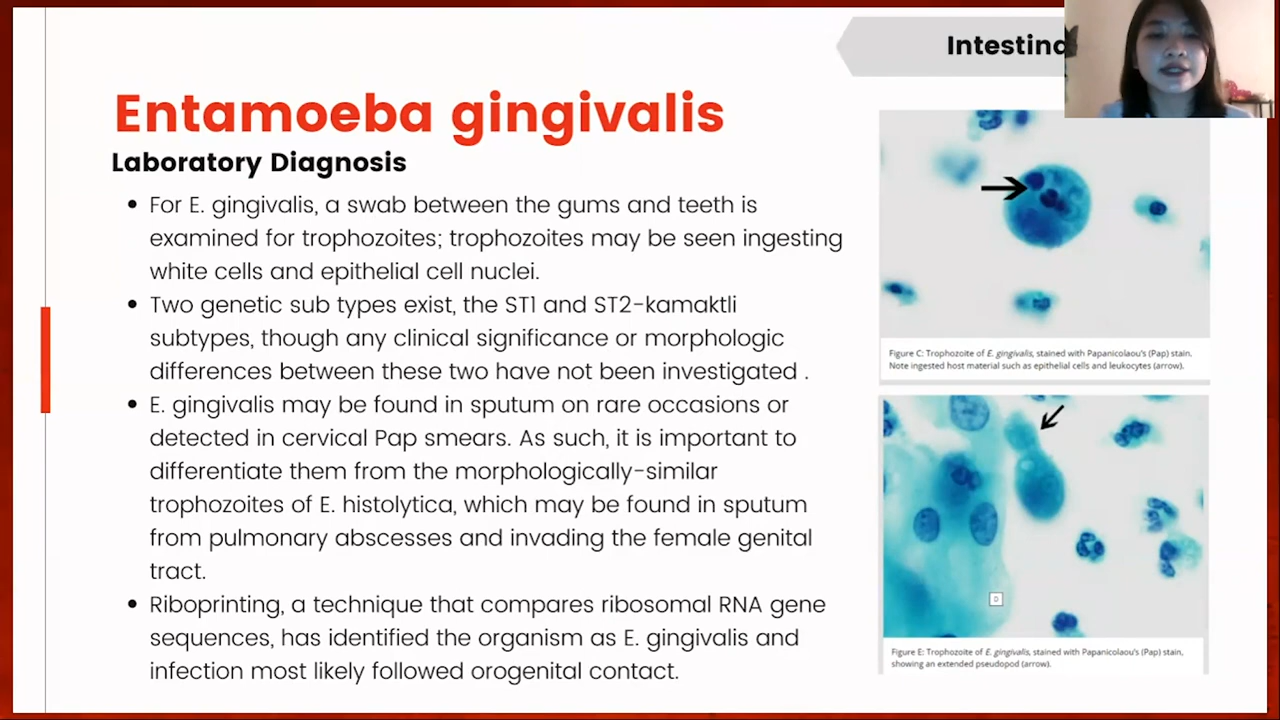 Intestina
Entamoeba gingivalis
Laboratory Diagnosis
• For E. gingivalis, a swab between the gums and teeth is
examined for trophozoites; trophozoites may be seen ingesting
white cells and epithelial cell nuclei.
• Two genetic sub types exist, the ST1 and ST2-kamaktli
subtypes, though any clinical significance or morphologic
differences between these two have not been investigated .
• E. gingivalis may be found in sputum on rare occasions or
detected in cervical Pap smears. As such, it is important to
differentiate them from the morphologically-similar
trophozoites of E. histolytica, which may be found in sputum
from pulmonary abscesses and invading the female genital
tract.
• Riboprinting, a technique that compares ribosomal RNA gene
sequences, has identified the organism as E. gingivalis and
infection most likely followed orogenital contact.
Figure C: Trophozoite of E. gingivalis, stained with Papanicolaou's (Pap) stain,
Note ingested host material such as epithelial cells and leukocytes (arrow).
D
Figure E: Trophozoite of E. gingivalis, stained with Papanicolaou's (Pap) stain,
showing an extended pseudopod (arrow).